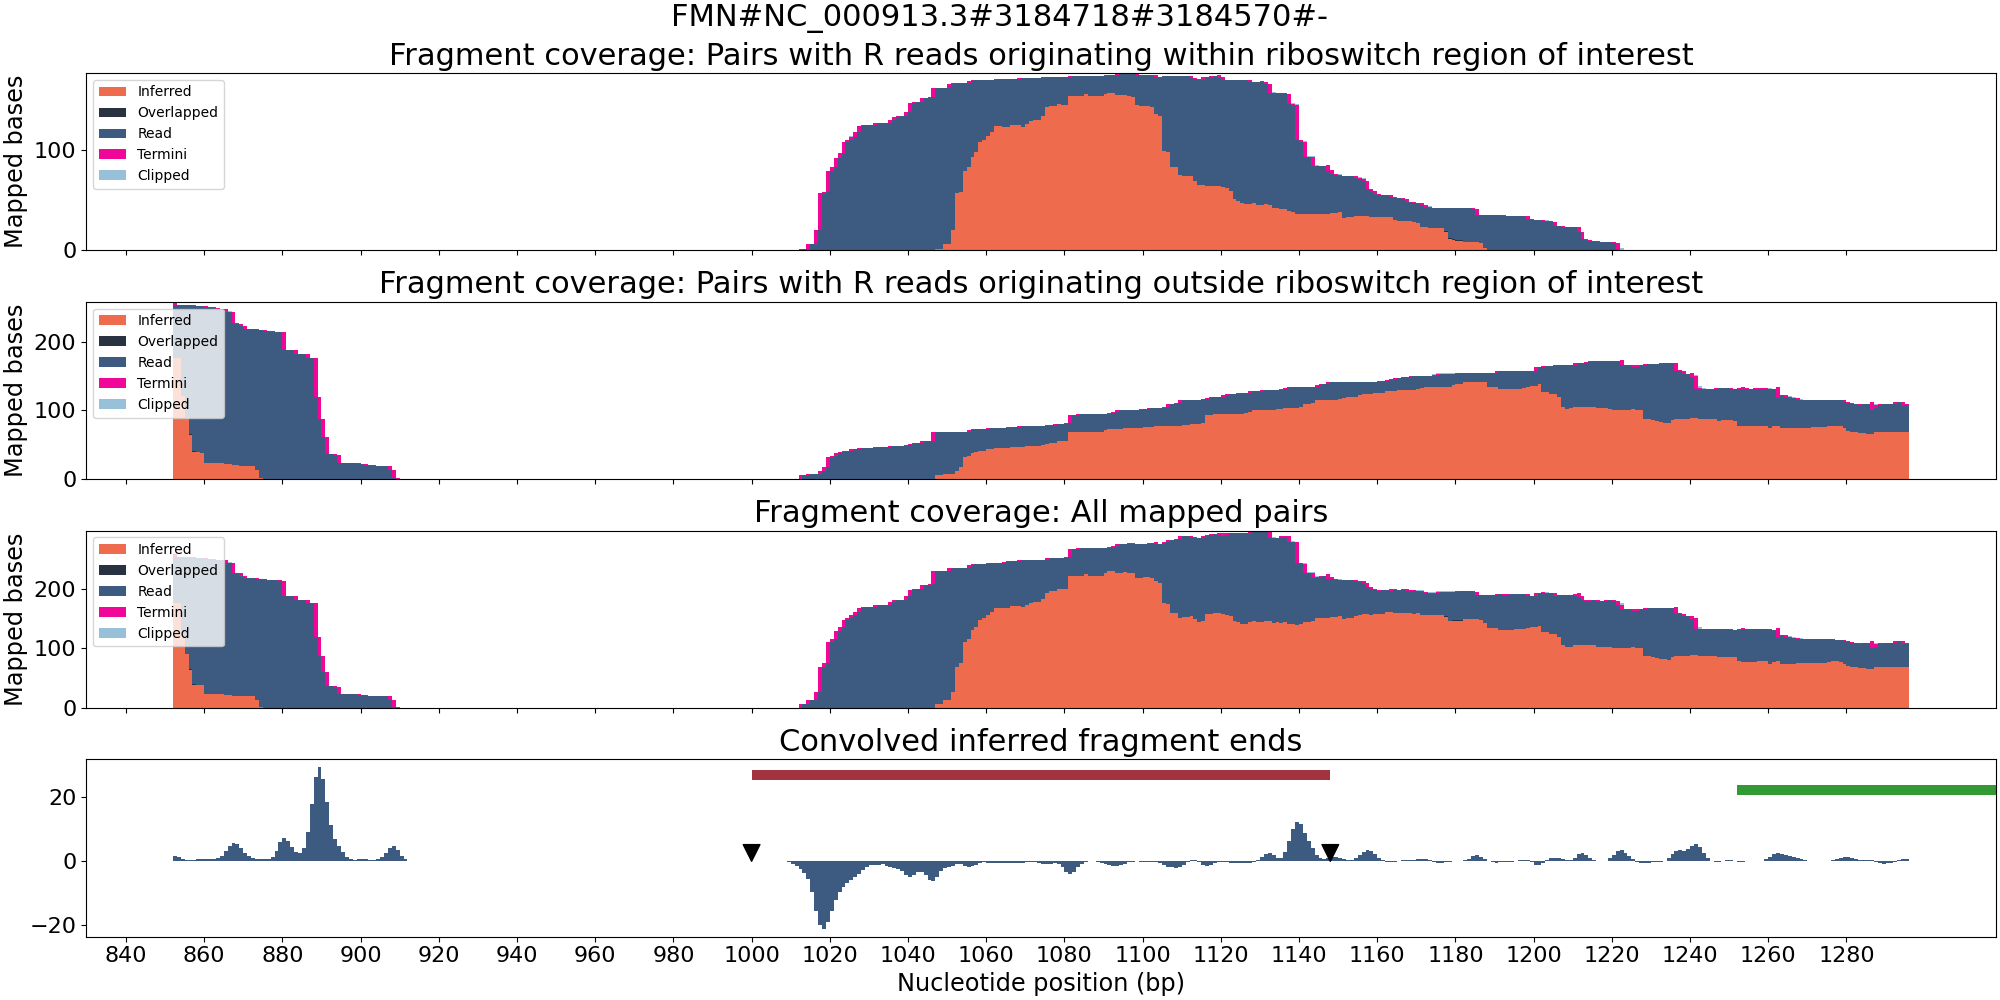 FMN#NC_000913.3#3184718#3184570#-
Fragment coverage: Pairs with R reads originating within riboswitch region of interest
Mapped bases
100
0
Inferred
Overlapped
Read
Termini
Clipped
Fragment coverage: Pairs with R reads originating outside riboswitch region of interest
Mapped bases
200
100
0
Inferred
Overlapped
Read
Termini
Clipped
Fragment coverage: All mapped pairs
Mapped bases
200
100
0
Inferred
Overlapped
Read
Termini
Clipped
Convolved inferred fragment ends
20
0
−20
840 860 880 900 920 940 960 980 1000 1020 1040 1060 1080 1100 1120 1140 1160 1180 1200 1220 1240 1260 1280
Nucleotide position (bp)